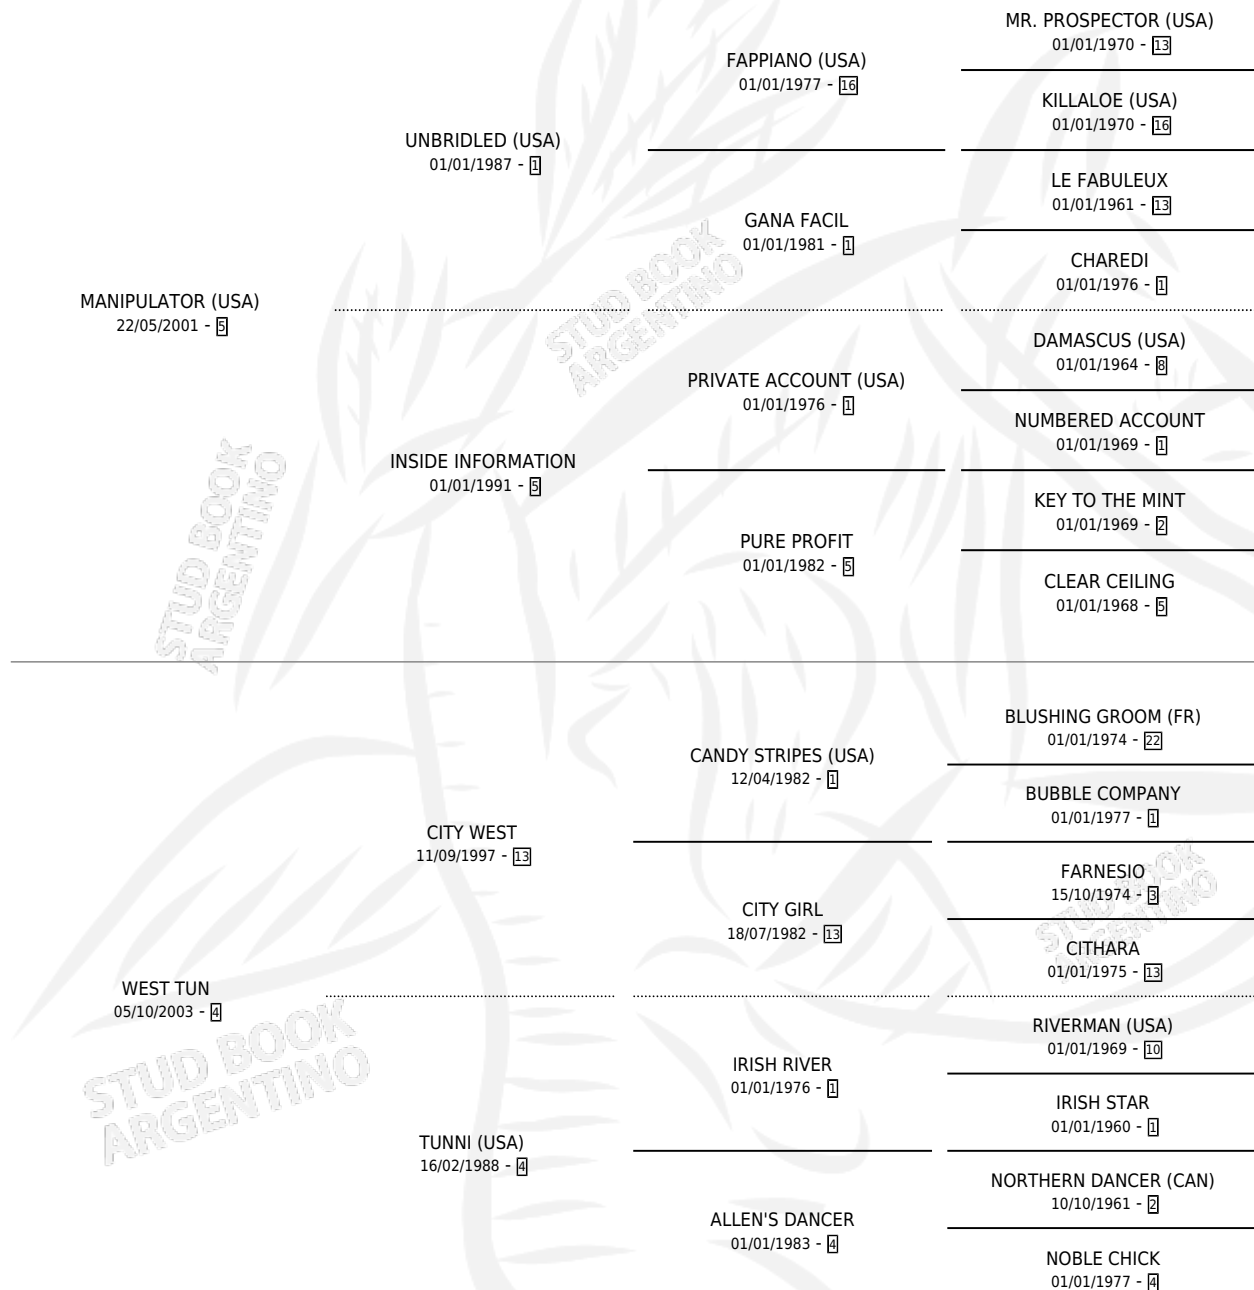 MR. PROSPECTOR (USA)
01/01/1970 - 13
FAPPIANO (USA)
01/01/1977 - 16
KILLALOE (USA)
01/01/1970 - 16
UNBRIDLED (USA)
01/01/1987 - 1
LE FABULEUX
01/01/1961 - 13
GANA FACIL
01/01/1981 - 1
CHAREDI
01/01/1976 - 1
MANIPULATOR (USA)
22/05/2001 - 5
DAMASCUS (USA)
01/01/1964 - 8
PRIVATE ACCOUNT (USA)
01/01/1976 - 1
NUMBERED ACCOUNT
01/01/1969 - 1
INSIDE INFORMATION
01/01/1991 - 5
KEY TO THE MINT
01/01/1969 - 2
PURE PROFIT
01/01/1982 - 5
CLEAR CEILING
01/01/1968 - 5
STUD BOOK
ARGENTINO
STUD BOOK
ARGENTINO
BLUSHING GROOM (FR)
01/01/1974 - 22
CANDY STRIPES (USA)
12/04/1982 - 1
BUBBLE COMPANY
01/01/1977 - 1
CITY WEST
11/09/1997 - 13
FARNESIO
15/10/1974 - 3
CITY GIRL
18/07/1982 - 13
CITHARA
01/01/1975 - 13
STUD BOOK
ARGENTINO
WEST TUN
05/10/2003 - 4
RIVERMAN (USA)
01/01/1969 - 10
IRISH RIVER
01/01/1976 - 1
IRISH STAR
01/01/1960 - 1
STUD BOOK
ARGENTINO
TUNNI (USA)
16/02/1988 - 4
NORTHERN DANCER (CAN)
10/10/1961 - 2
ALLEN'S DANCER
01/01/1983 - 4
NOBLE CHICK
01/01/1977 - 4